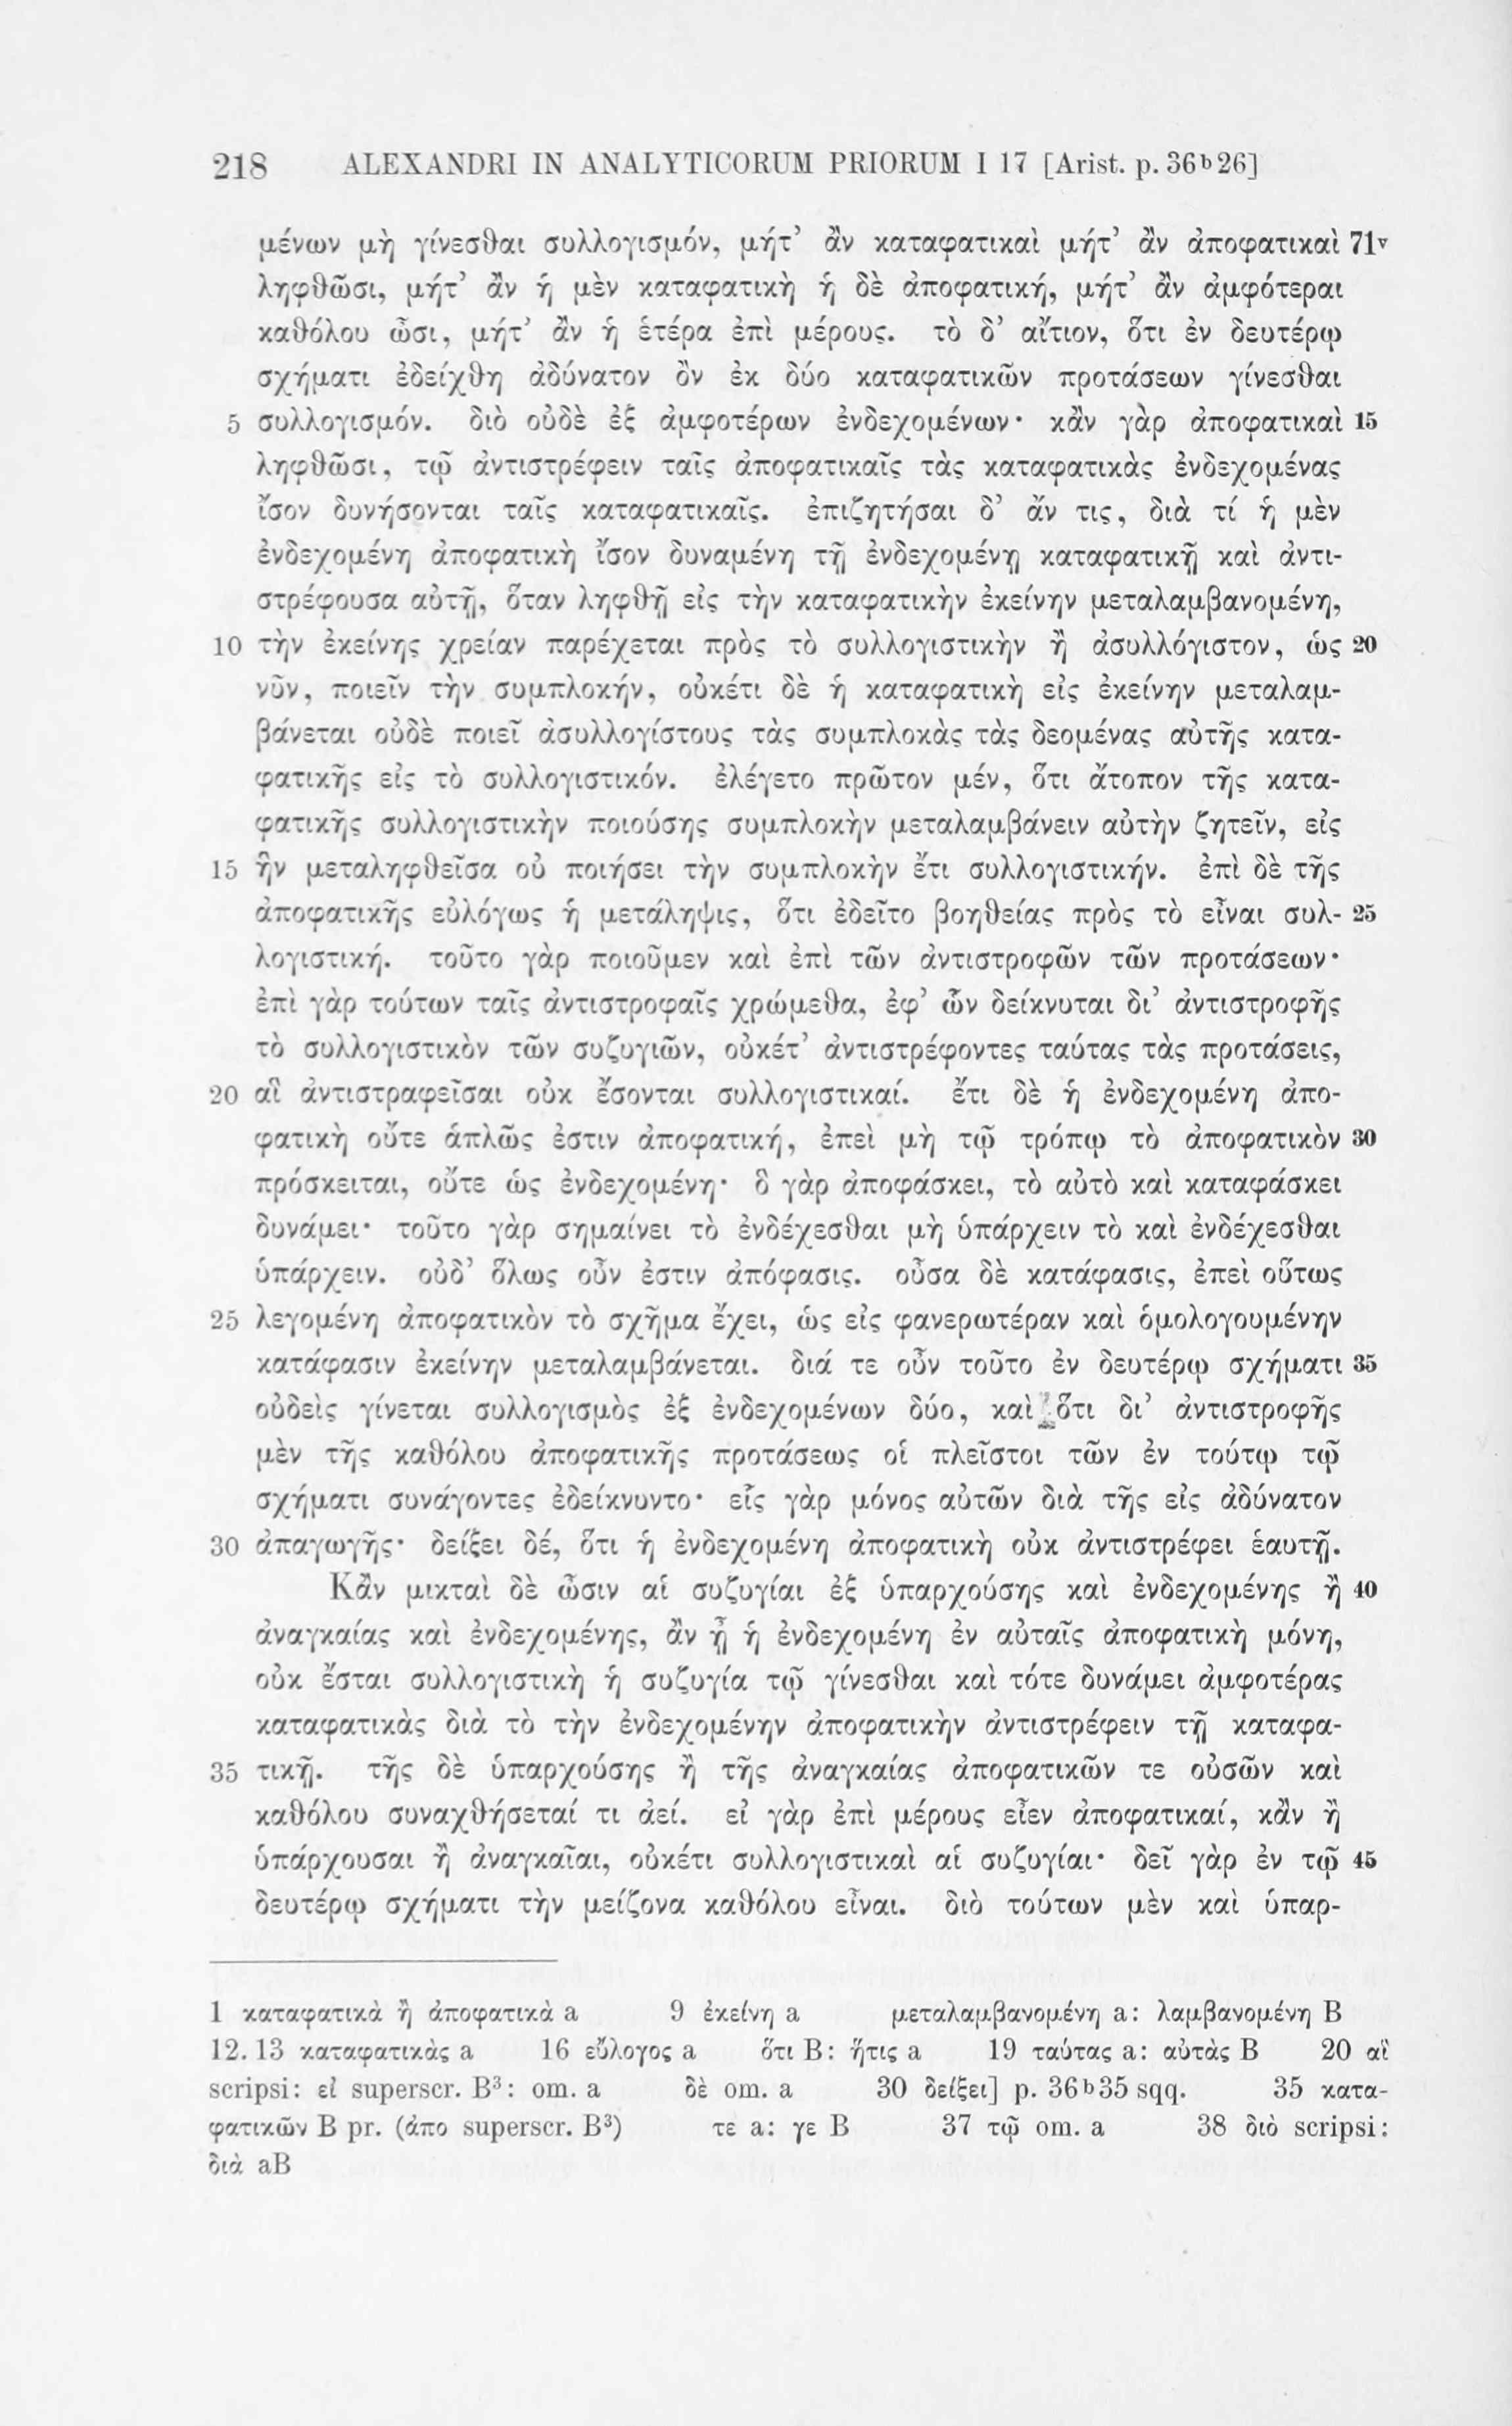 218 ALEXANDRI IN ANALYTICORUM PRIORUM I 17 [Arist. p. 36ᵇ26]
μένων μὴ γίνεσθαι συλλογισμόν, μήτ’ ἂν καταφατικαὶ μήτ’ ἂν ἀποφατικαὶ 71ᵛ
ληφθῶσι, μήτ’ ἂν ἡ μὲν καταφατικὴ ἡ δὲ ἀποφατική, μήτ’ ἂν ἀμφότεραι
καθόλου ὦσι, μήτ’ ἂν ἡ ἑτέρα ἐπὶ μέρους. τὸ δ’ αἴτιον, ὅτι ἐν δευτέρῳ
σχήματι ἐδείχθη ἀδύνατον ὂν ἐκ δύο καταφατικῶν προτάσεων γίνεσθαι
5 συλλογισμόν. διὸ οὐδὲ ἐξ ἀμφοτέρων ἐνδεχομένων· κἂν γὰρ ἀποφατικαὶ 15
ληφθῶσι, τῷ ἀντιστρέφειν ταῖς ἀποφατικαῖς τὰς καταφατικὰς ἐνδεχομένας
ἴσον δυνήσονται ταῖς καταφατικαῖς. ἐπιζητήσαι δ’ ἄν τις, διὰ τί ἡ μὲν
ἐνδεχομένη ἀποφατικὴ ἴσον δυναμένη τῇ ἐνδεχομένῃ καταφατικῇ καὶ ἀντι-
στρέφουσα αὐτῇ, ὅταν ληφθῇ εἰς τὴν καταφατικὴν ἐκείνην μεταλαμβανομένη,
10 τὴν ἐκείνης χρείαν παρέχεται πρὸς τὸ συλλογιστικὴν ἢ ἀσυλλόγιστον, ὡς 20
νῦν, ποιεῖν τὴν συμπλοκήν, οὐκέτι δὲ ἡ καταφατικὴ εἰς ἐκείνην μεταλαμ-
βάνεται οὐδὲ ποιεῖ ἀσυλλογίστους τὰς συμπλοκὰς τὰς δεομένας αὐτῆς κατα-
φατικῆς εἰς τὸ συλλογιστικόν. ἐλέγετο πρῶτον μέν, ὅτι ἄτοπον τῆς κατα-
φατικῆς συλλογιστικὴν ποιούσης συμπλοκὴν μεταλαμβάνειν αὐτὴν ζητεῖν, εἰς
15 ἣν μεταληφθεῖσα οὐ ποιήσει τὴν συμπλοκὴν ἔτι συλλογιστικήν. ἐπὶ δὲ τῆς
ἀποφατικῆς εὐλόγως ἡ μετάληψις, ὅτι ἐδεῖτο βοηθείας πρὸς τὸ εἶναι συλ- 25
λογιστική. τοῦτο γὰρ ποιοῦμεν καὶ ἐπὶ τῶν ἀντιστροφῶν τῶν προτάσεων·
ἐπὶ γὰρ τούτων ταῖς ἀντιστροφαῖς χρώμεθα, ἐφ’ ὧν δείκνυται δι’ ἀντιστροφῆς
τὸ συλλογιστικὸν τῶν συζυγιῶν, οὐκέτ’ ἀντιστρέφοντες ταύτας τὰς προτάσεις,
20 αἳ ἀντιστραφεῖσαι οὐκ ἔσονται συλλογιστικαί. ἔτι δὲ ἡ ἐνδεχομένη ἀπο-
φατικὴ οὔτε ἁπλῶς ἐστιν ἀποφατική, ἐπεὶ μὴ τῷ τρόπῳ τὸ ἀποφατικὸν 30
πρόσκειται, οὔτε ὡς ἐνδεχομένη· ὃ γὰρ ἀποφάσκει, τὸ αὐτὸ καὶ καταφάσκει
δυνάμει· τοῦτο γὰρ σημαίνει τὸ ἐνδέχεσθαι μὴ ὑπάρχειν τὸ καὶ ἐνδέχεσθαι
ὑπάρχειν. οὐδ’ ὅλως οὖν ἐστιν ἀπόφασις. οὖσα δὲ κατάφασις, ἐπεὶ οὕτως
25 λεγομένη ἀποφατικὸν τὸ σχῆμα ἔχει, ὡς εἰς φανερωτέραν καὶ ὁμολογουμένην
κατάφασιν ἐκείνην μεταλαμβάνεται. διά τε οὖν τοῦτο ἐν δευτέρῳ σχήματι 35
οὐδεὶς γίνεται συλλογισμὸς ἐξ ἐνδεχομένων δύο, καὶ ὅτι δι’ ἀντιστροφῆς
μὲν τῆς καθόλου ἀποφατικῆς προτάσεως οἱ πλεῖστοι τῶν ἐν τούτῳ τῷ
σχήματι συνάγοντες ἐδείκνυντο· εἷς γὰρ μόνος αὐτῶν διὰ τῆς εἰς ἀδύνατον
30 ἀπαγωγῆς· δείξει δέ, ὅτι ἡ ἐνδεχομένη ἀποφατικὴ οὐκ ἀντιστρέφει ἑαυτῇ.
Κἂν μικταὶ δὲ ὦσιν αἱ συζυγίαι ἐξ ὑπαρχούσης καὶ ἐνδεχομένης ἢ 40
ἀναγκαίας καὶ ἐνδεχομένης, ἂν ᾖ ἡ ἐνδεχομένη ἐν αὐταῖς ἀποφατικὴ μόνη,
οὐκ ἔσται συλλογιστικὴ ἡ συζυγία τῷ γίνεσθαι καὶ τότε δυνάμει ἀμφοτέρας
καταφατικὰς διὰ τὸ τὴν ἐνδεχομένην ἀποφατικὴν ἀντιστρέφειν τῇ καταφα-
35 τικῇ. τῆς δὲ ὑπαρχούσης ἢ τῆς ἀναγκαίας ἀποφατικῶν τε οὐσῶν καὶ
καθόλου συναχθήσεταί τι ἀεί. εἰ γὰρ ἐπὶ μέρους εἶεν ἀποφατικαί, κἂν ἢ
ὑπάρχουσαι ἢ ἀναγκαῖαι, οὐκέτι συλλογιστικαὶ αἱ συζυγίαι· δεῖ γὰρ ἐν τῷ 45
δευτέρῳ σχήματι τὴν μείζονα καθόλου εἶναι. διὸ τούτων μὲν καὶ ὑπαρ-
1 καταφατικὰ ἢ ἀποφατικὰ a 9 ἐκείνη a μεταλαμβανομένη a: λαμβανομένη B
12. 13 καταφατικὰς a 16 εὔλογος a ὅτι B: ἥτις a 19 ταύτας a: αὐτὰς B 20 αἳ
scripsi: εἰ superscr. B³: om. a δὲ om. a 30 δείξει] p. 36ᵇ35 sqq. 35 κατα-
φατικῶν B pr. (ἀπο superscr. B³) τε a: γε B 37 τῷ om. a 38 διὸ scripsi:
διὰ aB